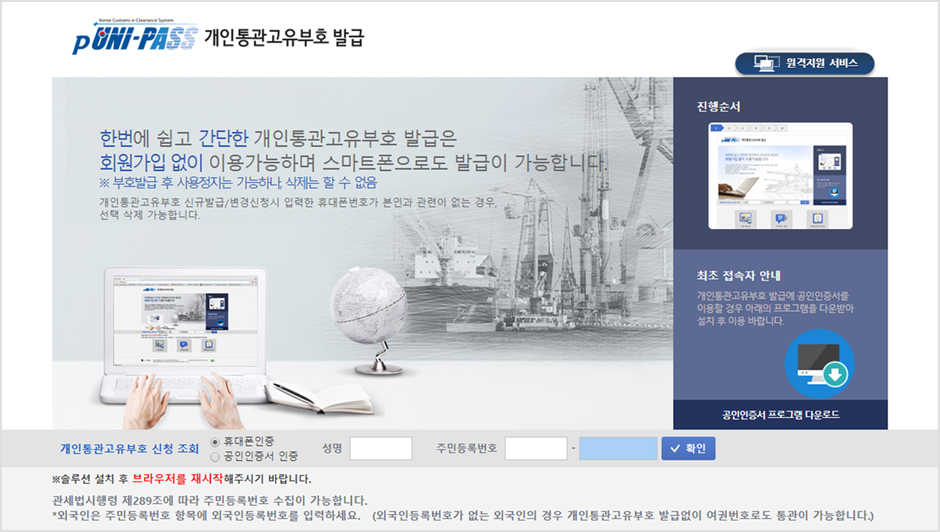 Korea Customs e-Clearance System
pUNI-PASS 개인통관고유부호 발급
원격지원 서비스
한번에 쉽고 간단한 개인통관고유부호 발급은
회원가입 없이 이용가능하며 스마트폰으로도 발급이 가능합니다.
※ 부호발급 후 사용정지는 가능하나, 삭제는 할 수 없음
개인통관고유부호 신규발급/변경신청시 입력한 휴대폰번호가 본인과 관련이 없는 경우,
선택 삭제 가능합니다.
진행순서
최초 접속자 안내
개인통관고유부호 발급에 공인인증서를
이용할 경우 아래의 프로그램을 다운받아
설치 후 이용 바랍니다.
공인인증서 프로그램 다운로드
개인통관고유부호 신청 조회
휴대폰인증
공인인증서 인증
성명
주민등록번호
-
확인
※솔루션 설치 후 브라우저를 재시작해주시기 바랍니다.
관세법시행령 제289조에 따라 주민등록번호 수집이 가능합니다.
*외국인은 주민등록번호 항목에 외국인등록번호를 입력하세요. (외국인등록번호가 없는 외국인의 경우 개인통관고유부호 발급없이 여권번호로도 통관이 가능합니다.)